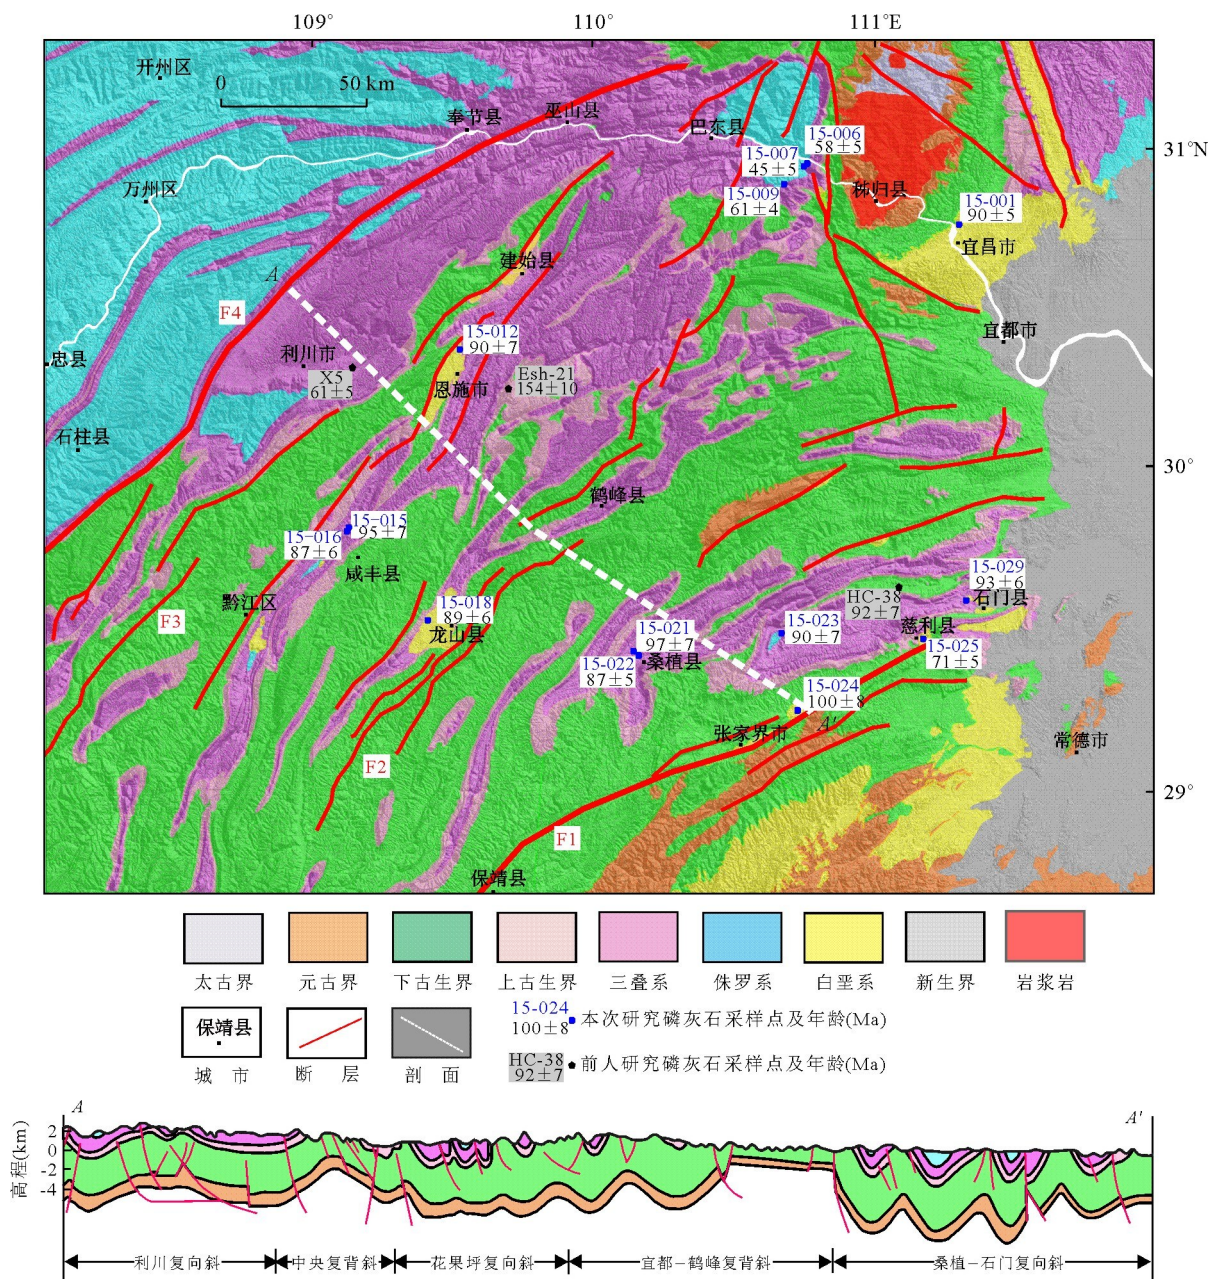 109°
110°
111°E
开州区
0
50 km
奉节县
巫山县
巴东县
15-006
58±5
15-007
45±5
31°N
万州区
15-009
61±4
秭归县
15-001
90±5
宜昌市
建始县
A
F4
宜都市
15-012
90±7
忠县
利川市
X5
61±5
Esh-21
154±10
恩施市
石柱县
30°
鹤峰县
15-015
95±7
15-016
87±6
咸丰县
15-029
93±6
HC-38
92±7
石门县
黔江区
F3
15-018
89±6
龙山县
15-023
90±7
慈利县
15-021
97±7
15-025
71±5
15-022
87±5
桑植县
15-024
100±8
A'
张家界市
常德市
F2
29°
F1
保靖县
太古界 元古界 下古生界 上古生界 三叠系 侏罗系 白垩系 新生界 岩浆岩
保靖县
15-024
100±8
本次研究磷灰石采样点及年龄(Ma)
HC-38
92±7
前人研究磷灰石采样点及年龄(Ma)
城 市 断 层 剖 面
A
A'
高程(km)
2
0
-2
-4
利川复向斜 中央复背斜 花果坪复向斜 宜都-鹤峰复背斜 桑植-石门复向斜